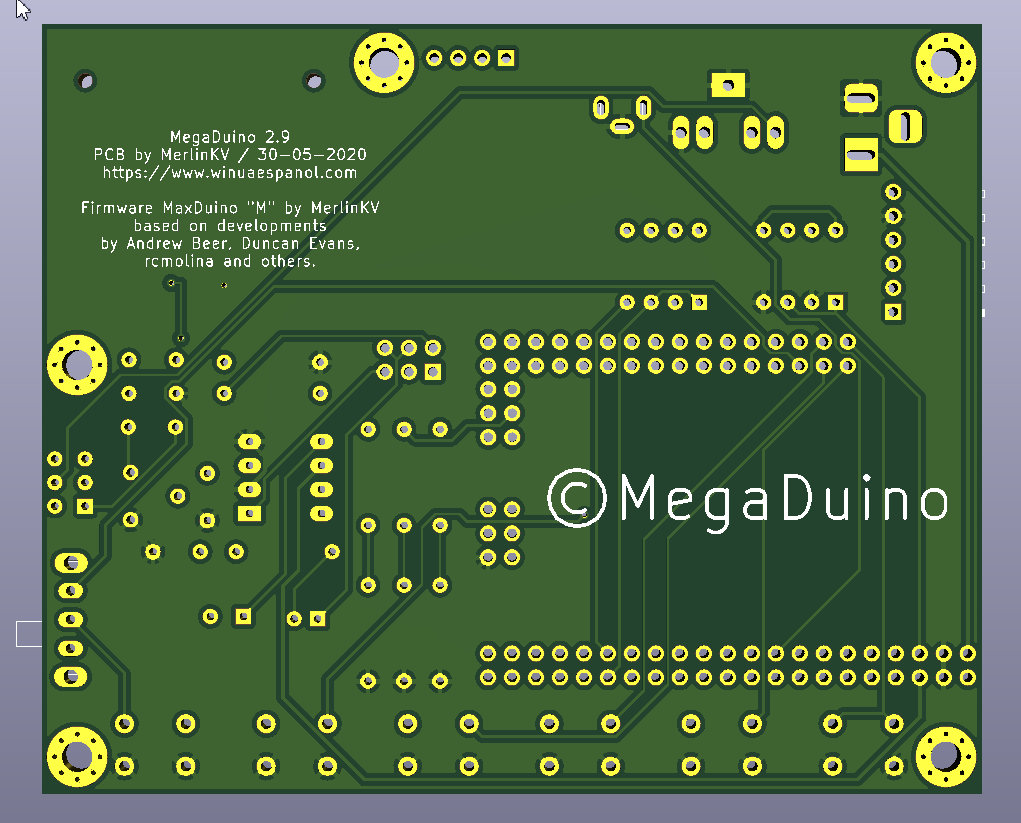 MegaDuino 2.9
PCB by MerlinKV / 30-05-2020
https://www.winuaespanol.com
Firmware MaxDuino "M" by MerlinKV
based on developments
by Andrew Beer, Duncan Evans,
rcmolina and others.
©MegaDuino